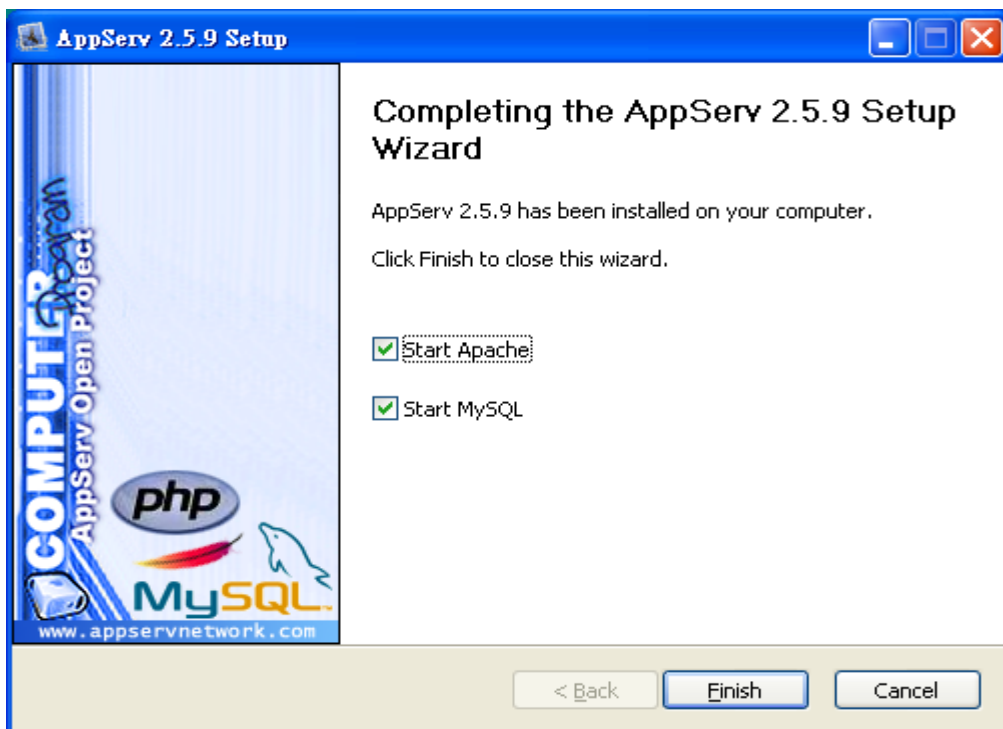 AppServ 2.5.9 Setup
Completing the AppServ 2.5.9 Setup
Wizard
AppServ 2.5.9 has been installed on your computer.
Click Finish to close this wizard.
Start Apache
Start MySQL
COMPUTER
Program
AppServ Open Project
php
MySQL
www.appservnetwork.com
< Back
Finish
Cancel